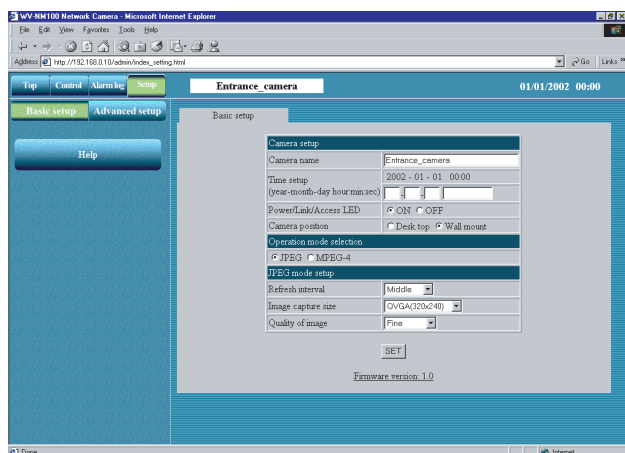 WV-NM100 Network Camera - Microsoft Internet Explorer
File Edit View Favorites Tools Help
Address http://192.168.0.10/admin/index_setting.html Go Links »
Top Control Alarm log Setup Entrance_camera 01/01/2002 00:00
Basic setup Advanced setup
Help
Basic setup
Camera setup
Camera name Entrance_camera
Time setup 2002 - 01 - 01 00:00
(year-month-day hour:min:sec) - -
Power/Link/Access LED ON OFF
Camera position Desk top Wall mount
Operation mode selection
JPEG MPEG-4
JPEG mode setup
Refresh interval Middle
Image capture size QVGA(320x240)
Quality of image Fine
SET
Firmware version: 1.0
Done Internet